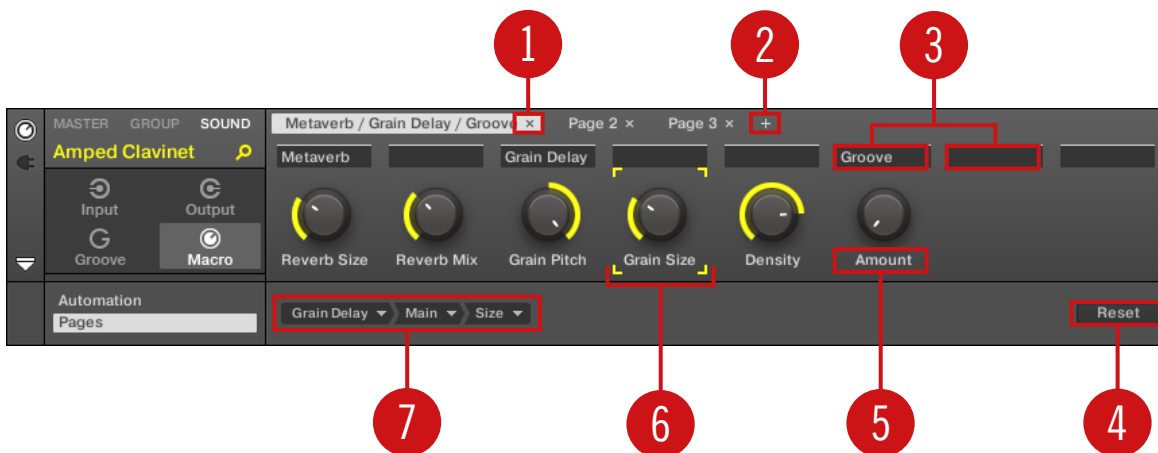 1 2 3
MASTER GROUP SOUND Metaverb / Grain Delay / Groove × Page 2 × Page 3 × +
Amped Clavinet Metaverb Grain Delay Groove
Input Output
Groove Macro Reverb Size Reverb Mix Grain Pitch Grain Size Density Amount
Automation
Pages Grain Delay Main Size Reset
7 6 5 4